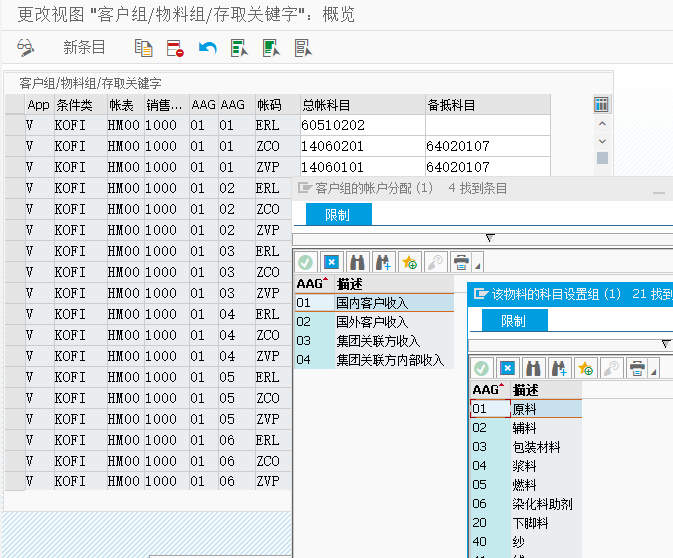 更改视图 "客户组/物料组/存取关键字"： 概览
新条目
客户组/物料组/存取关键字
App 条件类 帐表 销售... AAG AAG 帐码 总帐科目 备抵科目
V KOFI HM00 1000 01 01 ERL 60510202
V KOFI HM00 1000 01 01 ZCO 14060201 64020107
V KOFI HM00 1000 01 01 ZVP 14060101 64020107
V KOFI HM00 1000 01 02 ERL
V KOFI HM00 1000 01 02 ZCO
V KOFI HM00 1000 01 02 ZVP
V KOFI HM00 1000 01 03 ERL
V KOFI HM00 1000 01 03 ZCO
V KOFI HM00 1000 01 03 ZVP
V KOFI HM00 1000 01 04 ERL
V KOFI HM00 1000 01 04 ZCO
V KOFI HM00 1000 01 04 ZVP
V KOFI HM00 1000 01 05 ERL
V KOFI HM00 1000 01 05 ZCO
V KOFI HM00 1000 01 05 ZVP
V KOFI HM00 1000 01 06 ERL
V KOFI HM00 1000 01 06 ZCO
V KOFI HM00 1000 01 06 ZVP
客户组的帐户分配 (1) 4 找到条目
限制
AAG 描述
01 国内客户收入
02 国外客户收入
03 集团关联方收入
04 集团关联方内部收入
该物料的科目设置组 (1) 21 找到
限制
AAG 描述
01 原料
02 辅料
03 包装材料
04 浆料
05 燃料
06 染化料助剂
20 下脚料
40 纱